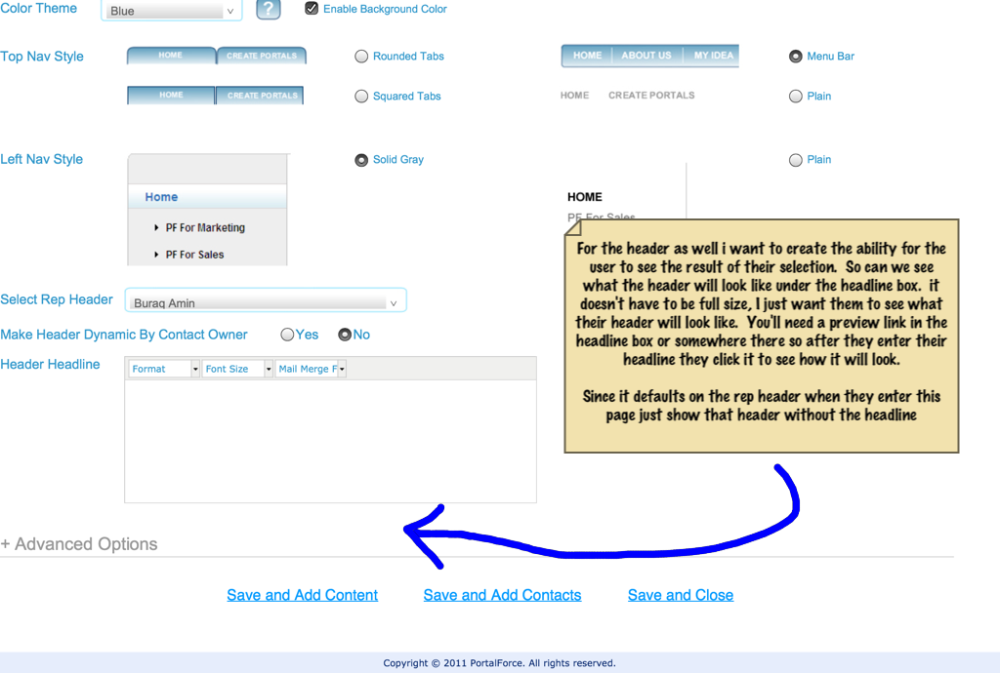 Color Theme Blue ? Enable Background Color
Top Nav Style HOME CREATE PORTALS Rounded Tabs HOME ABOUT US MY IDEA Menu Bar
HOME CREATE PORTALS Squared Tabs HOME CREATE PORTALS Plain
Left Nav Style Solid Gray Plain
Home
PF For Marketing
PF For Sales
HOME
PF For Sales
For the header as well i want to create the ability for the
user to see the result of their selection. So can we see
what the header will look like under the headline box. it
doesn't have to be full size, I just want them to see what
their header will look like. You'll need a preview link in the
headline box or somewhere there so after they enter their
headline they click it to see how it will look.
Since it defaults on the rep header when they enter this
page just show that header without the headline
Select Rep Header Buraq Amin
Make Header Dynamic By Contact Owner Yes No
Header Headline Format Font Size Mail Merge F
+ Advanced Options
Save and Add Content Save and Add Contacts Save and Close
Copyright © 2011 PortalForce. All rights reserved.